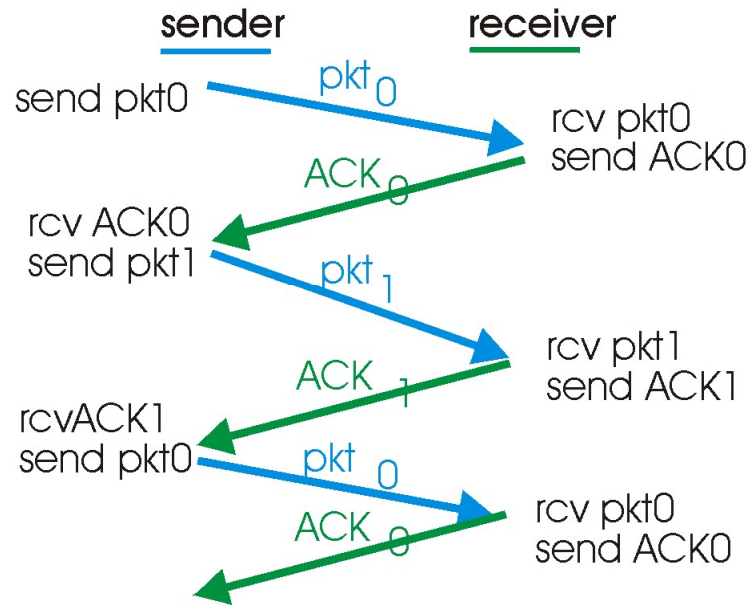 sender receiver
send pkt0
pkt 0
rcv pkt0
send ACK0
ACK 0
rcv ACK0
send pkt1
pkt 1
rcv pkt1
send ACK1
ACK 1
rcvACK1
send pkt0
pkt 0
rcv pkt0
send ACK0
ACK 0